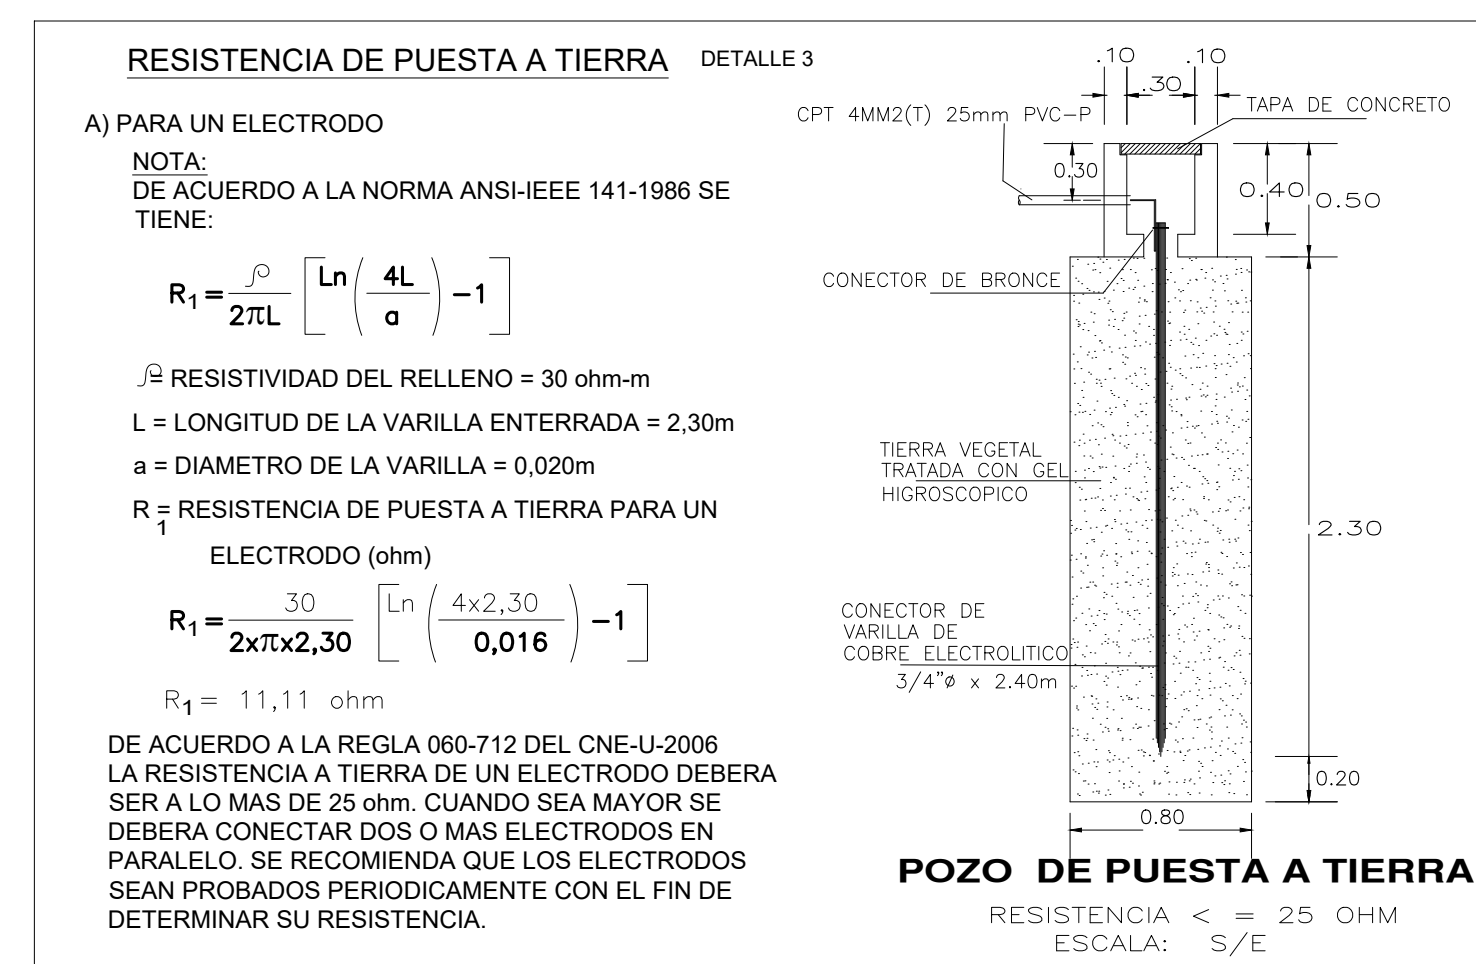 RESISTENCIA DE PUESTA A TIERRA DETALLE 3
A) PARA UN ELECTRODO
NOTA:
DE ACUERDO A LA NORMA ANSI-IEEE 141-1986 SE
TIENE:
R₁ = ρ / 2πL [ Ln ( 4L / a ) −1 ]
ρ = RESISTIVIDAD DEL RELLENO = 30 ohm-m
L = LONGITUD DE LA VARILLA ENTERRADA = 2,30m
a = DIAMETRO DE LA VARILLA = 0,020m
R₁ = RESISTENCIA DE PUESTA A TIERRA PARA UN
ELECTRODO (ohm)
R₁ = 30 / 2xπx2,30 [ Ln ( 4x2,30 / 0,016 ) −1 ]
R₁ = 11,11 ohm
DE ACUERDO A LA REGLA 060-712 DEL CNE-U-2006
LA RESISTENCIA A TIERRA DE UN ELECTRODO DEBERA
SER A LO MAS DE 25 ohm. CUANDO SEA MAYOR SE
DEBERA CONECTAR DOS O MAS ELECTRODOS EN
PARALELO. SE RECOMIENDA QUE LOS ELECTRODOS
SEAN PROBADOS PERIODICAMENTE CON EL FIN DE
DETERMINAR SU RESISTENCIA.
.10 .10
.30
CPT 4MM2(T) 25mm PVC-P
TAPA DE CONCRETO
0.30
0.40
0.50
CONECTOR DE BRONCE
TIERRA VEGETAL
TRATADA CON GEL
HIGROSCOPICO
2.30
CONECTOR DE
VARILLA DE
COBRE ELECTROLITICO
3/4"ø x 2.40m
0.20
0.80
POZO DE PUESTA A TIERRA
RESISTENCIA < = 25 OHM
ESCALA: S/E